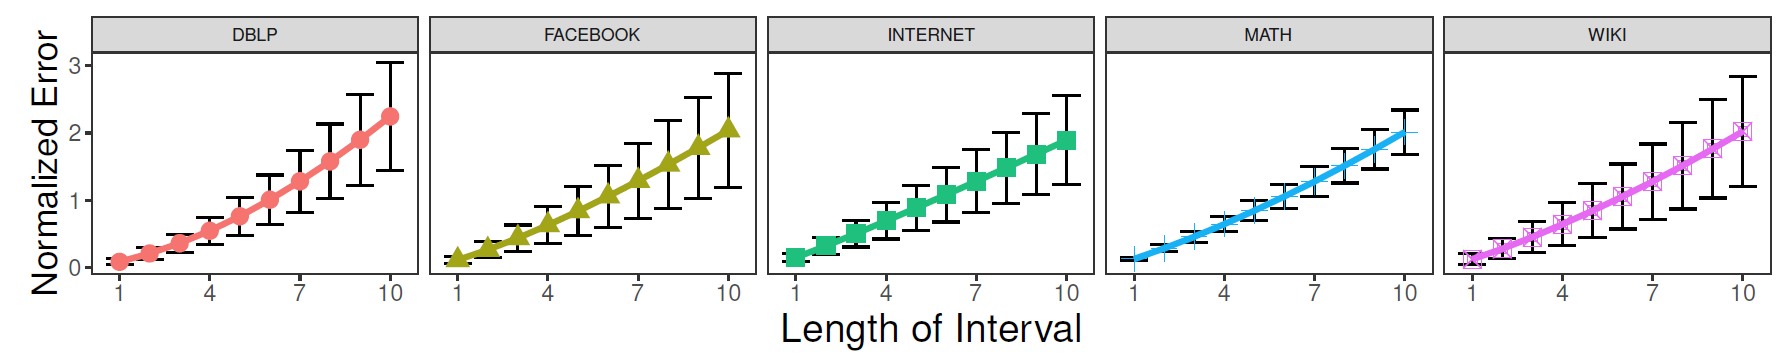 DBLP FACEBOOK INTERNET MATH WIKI
Normalized Error
3
2
1
0
1 4 7 10 1 4 7 10 1 4 7 10 1 4 7 10 1 4 7 10
Length of Interval